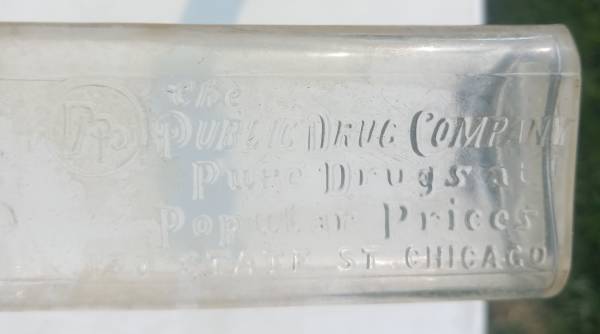 The
PUBLIC DRUG COMPANY
Pure Drugs at
Popular Prices
STATE ST. CHICAGO